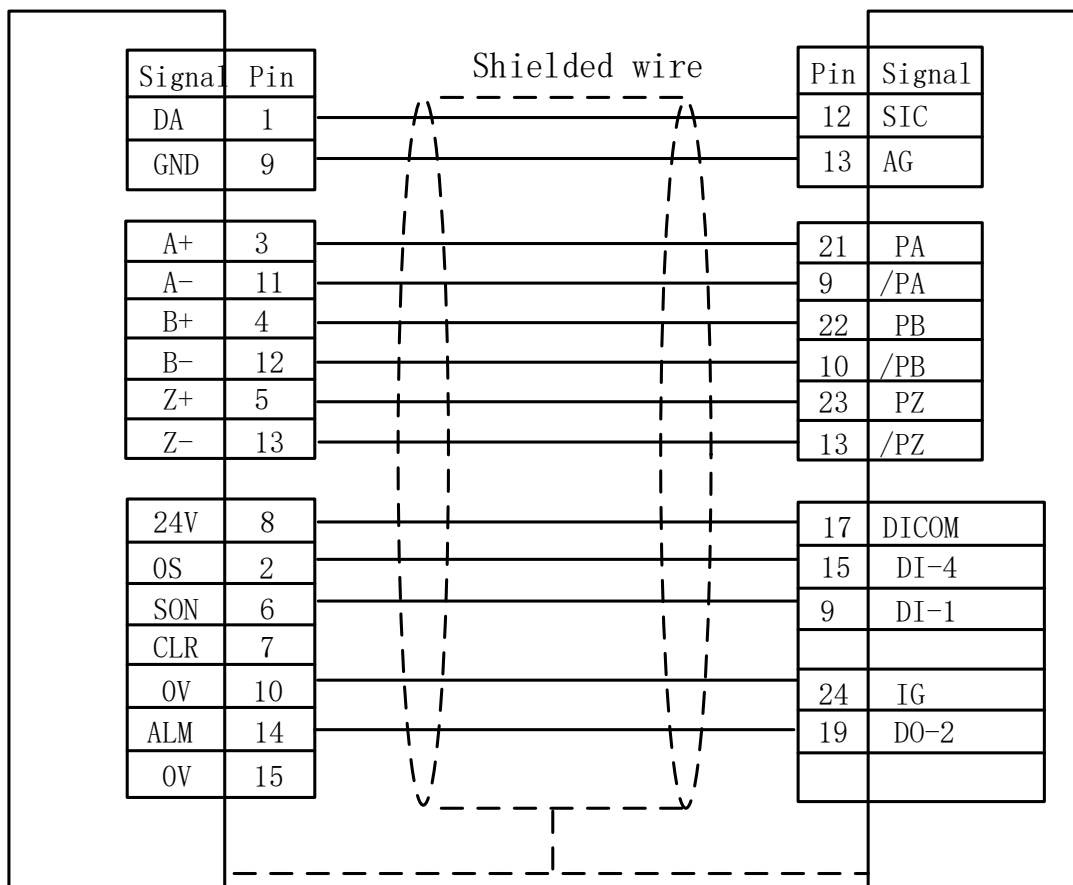 Shielded wire
Signal Pin
DA 1
GND 9
A+ 3
A- 11
B+ 4
B- 12
Z+ 5
Z- 13
24V 8
OS 2
SON 6
CLR 7
0V 10
ALM 14
0V 15
Pin Signal
12 SIC
13 AG
21 PA
9 /PA
22 PB
10 /PB
23 PZ
13 /PZ
17 DICOM
15 DI-4
9 DI-1
24 IG
19 DO-2